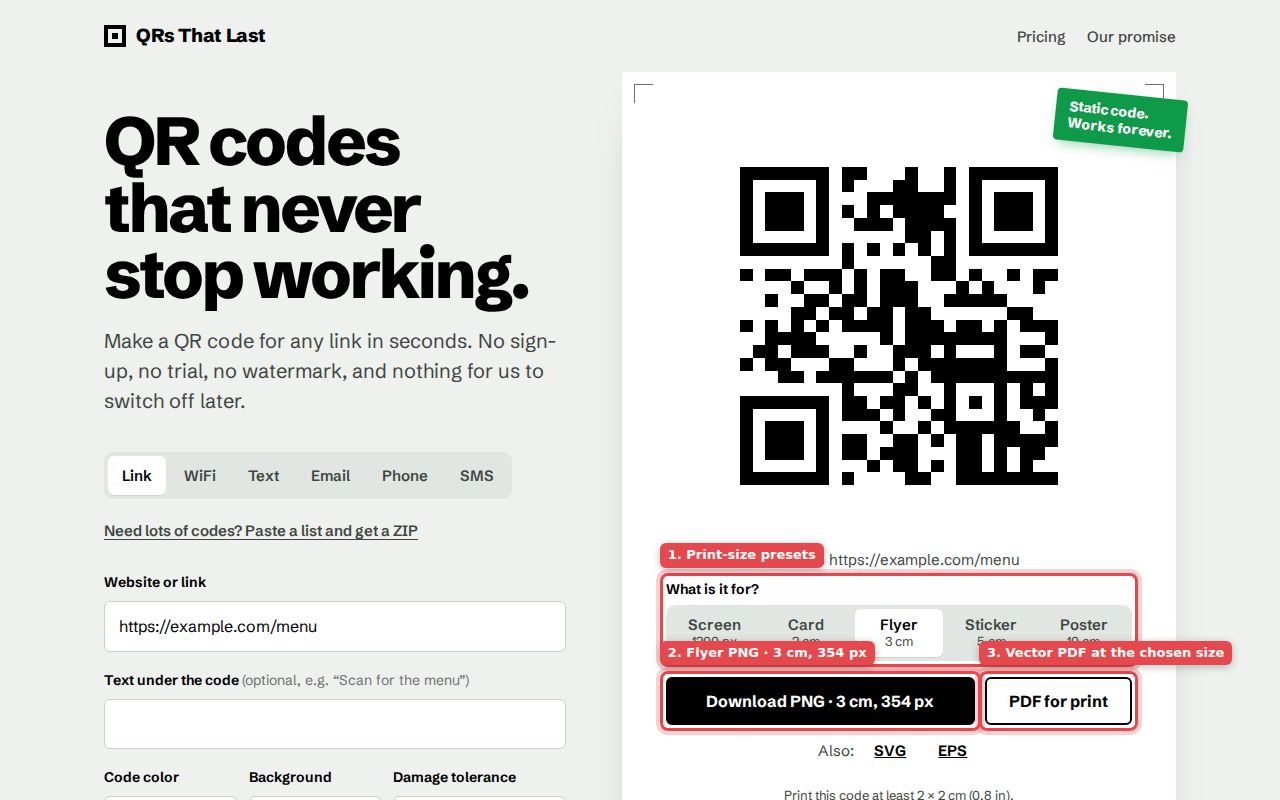 QRs That Last
Pricing
Our promise
QR codes
that never
stop working.
Make a QR code for any link in seconds. No sign-
up, no trial, no watermark, and nothing for us to
switch off later.
Link
WiFi
Text
Email
Phone
SMS
Need lots of codes? Paste a list and get a ZIP
Website or link
https://example.com/menu
Text under the code (optional, e.g. “Scan for the menu”)
Code color
Background
Damage tolerance
Static code.
Works forever.
1. Print-size presets
https://example.com/menu
What is it for?
Screen
Card
Flyer
3 cm
Sticker
Poster
2. Flyer PNG · 3 cm, 354 px
3. Vector PDF at the chosen size
Download PNG · 3 cm, 354 px
PDF for print
Also:
SVG
EPS
Print this code at least 2 × 2 cm (0.8 in).